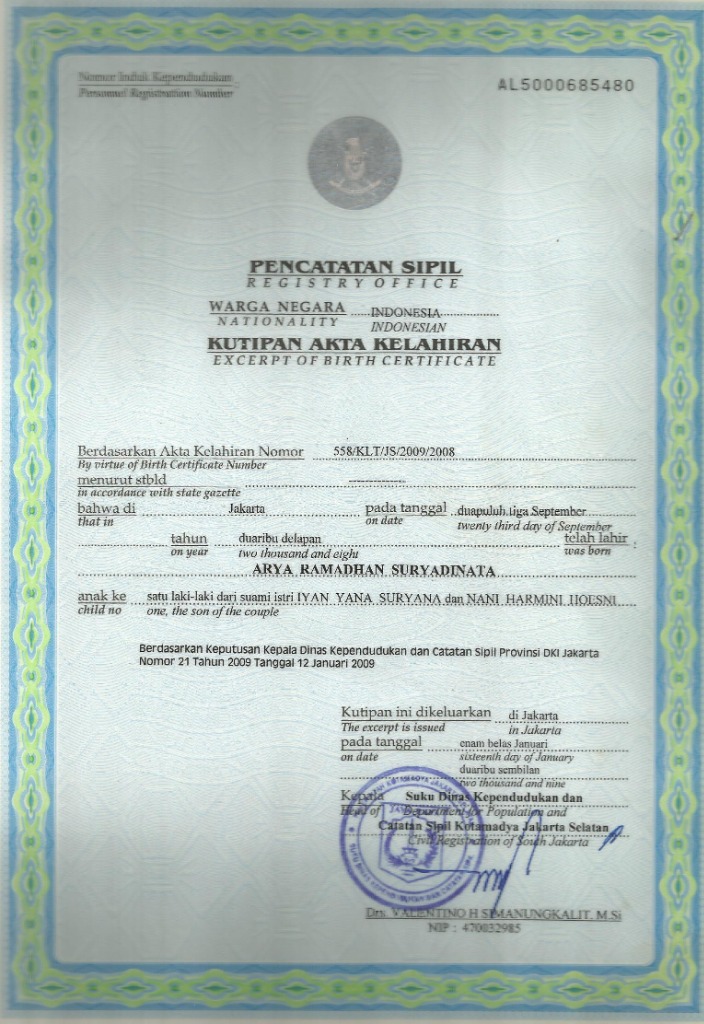 Nomor Induk Kependudukan
Personnel Registration Number
AL5000685480
PENCATATAN SIPIL
REGISTRY OFFICE
WARGA NEGARA INDONESIA
NATIONALITY INDONESIAN
KUTIPAN AKTA KELAHIRAN
EXCERPT OF BIRTH CERTIFICATE
Berdasarkan Akta Kelahiran Nomor 558/KLT/JS/2009/2008
By virtue of Birth Certificate Number
menurut stbld -------------
in accordance with state gazette
bahwa di Jakarta pada tanggal duapuluh tiga September
that in on date twenty third day of September
tahun duaribu delapan telah lahir :
on year two thousand and eight was born
ARYA RAMADHAN SURYADINATA
anak ke satu laki-laki dari suami istri IYAN YANA SURYANA dan NANI HARMINI HOESNI
child no one, the son of the couple
Berdasarkan Keputusan Kepala Dinas Kependudukan dan Catatan Sipil Provinsi DKI Jakarta
Nomor 21 Tahun 2009 Tanggal 12 Januari 2009
Kutipan ini dikeluarkan di Jakarta
The excerpt is issued in Jakarta
pada tanggal enam belas Januari
on date sixteenth day of January
duaribu sembilan
two thousand and nine
Kepala Suku Dinas Kependudukan dan
Head of Department for Population and
Catatan Sipil Kotamadya Jakarta Selatan
Civil Registration of South Jakarta
Drs. VALENTINO H SIMANUNGKALIT, M.Si
NIP : 470032985